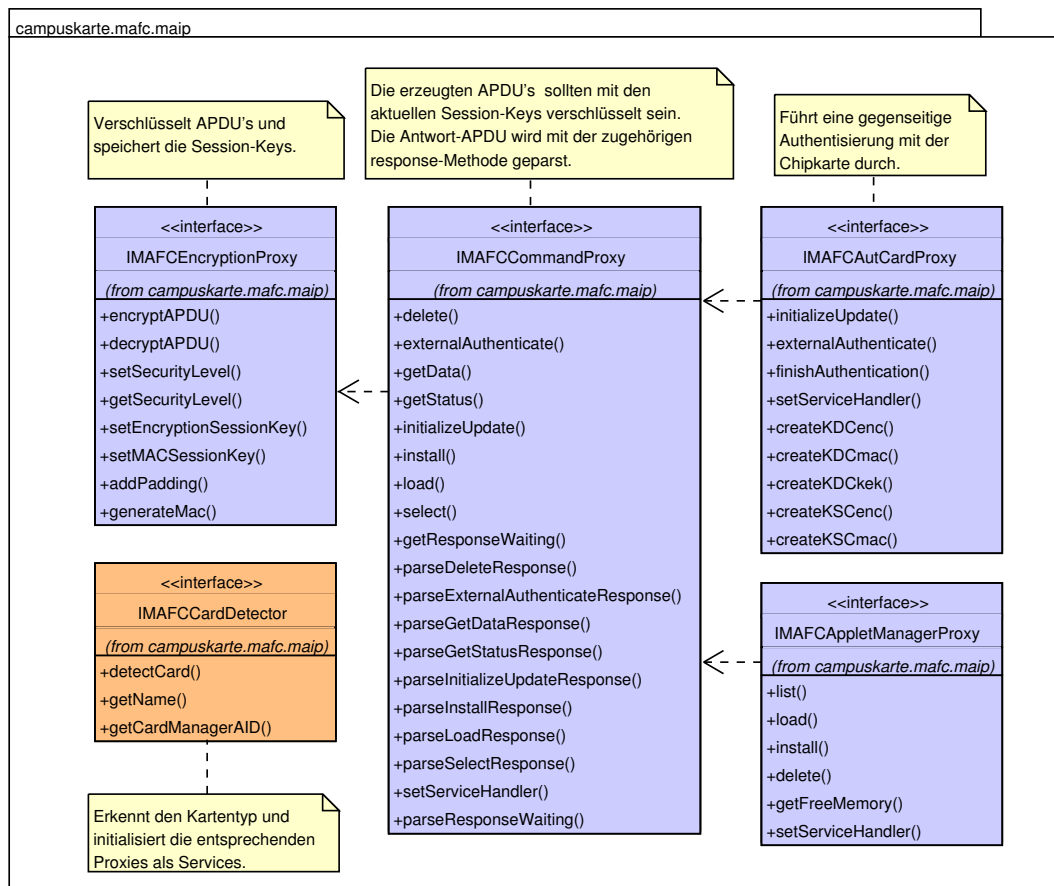 campuskarte.mafc.maip
Verschlüsselt APDU's und
speichert die Session-Keys.
Die erzeugten APDU's sollten mit den
aktuellen Session-Keys verschlüsselt sein.
Die Antwort-APDU wird mit der zugehörigen
response-Methode geparst.
Führt eine gegenseitige
Authentisierung mit der
Chipkarte durch.
<<interface>>
IMAFCEncryptionProxy
(from campuskarte.mafc.maip)
+encryptAPDU()
+decryptAPDU()
+setSecurityLevel()
+getSecurityLevel()
+setEncryptionSessionKey()
+setMACSessionKey()
+addPadding()
+generateMac()
<<interface>>
IMAFCCommandProxy
(from campuskarte.mafc.maip)
+delete()
+externalAuthenticate()
+getData()
+getStatus()
+initializeUpdate()
+install()
+load()
+select()
+getResponseWaiting()
+parseDeleteResponse()
+parseExternalAuthenticateResponse()
+parseGetDataResponse()
+parseGetStatusResponse()
+parseInitializeUpdateResponse()
+parseInstallResponse()
+parseLoadResponse()
+parseSelectResponse()
+setServiceHandler()
+parseResponseWaiting()
<<interface>>
IMAFCAutCardProxy
(from campuskarte.mafc.maip)
+initializeUpdate()
+externalAuthenticate()
+finishAuthentication()
+setServiceHandler()
+createKDCenc()
+createKDCmac()
+createKDCkek()
+createKSCenc()
+createKSCmac()
<<interface>>
IMAFCCardDetector
(from campuskarte.mafc.maip)
+detectCard()
+getName()
+getCardManagerAID()
<<interface>>
IMAFCAppletManagerProxy
(from campuskarte.mafc.maip)
+list()
+load()
+install()
+delete()
+getFreeMemory()
+setServiceHandler()
Erkennt den Kartentyp und
initialisiert die entsprechenden
Proxies als Services.